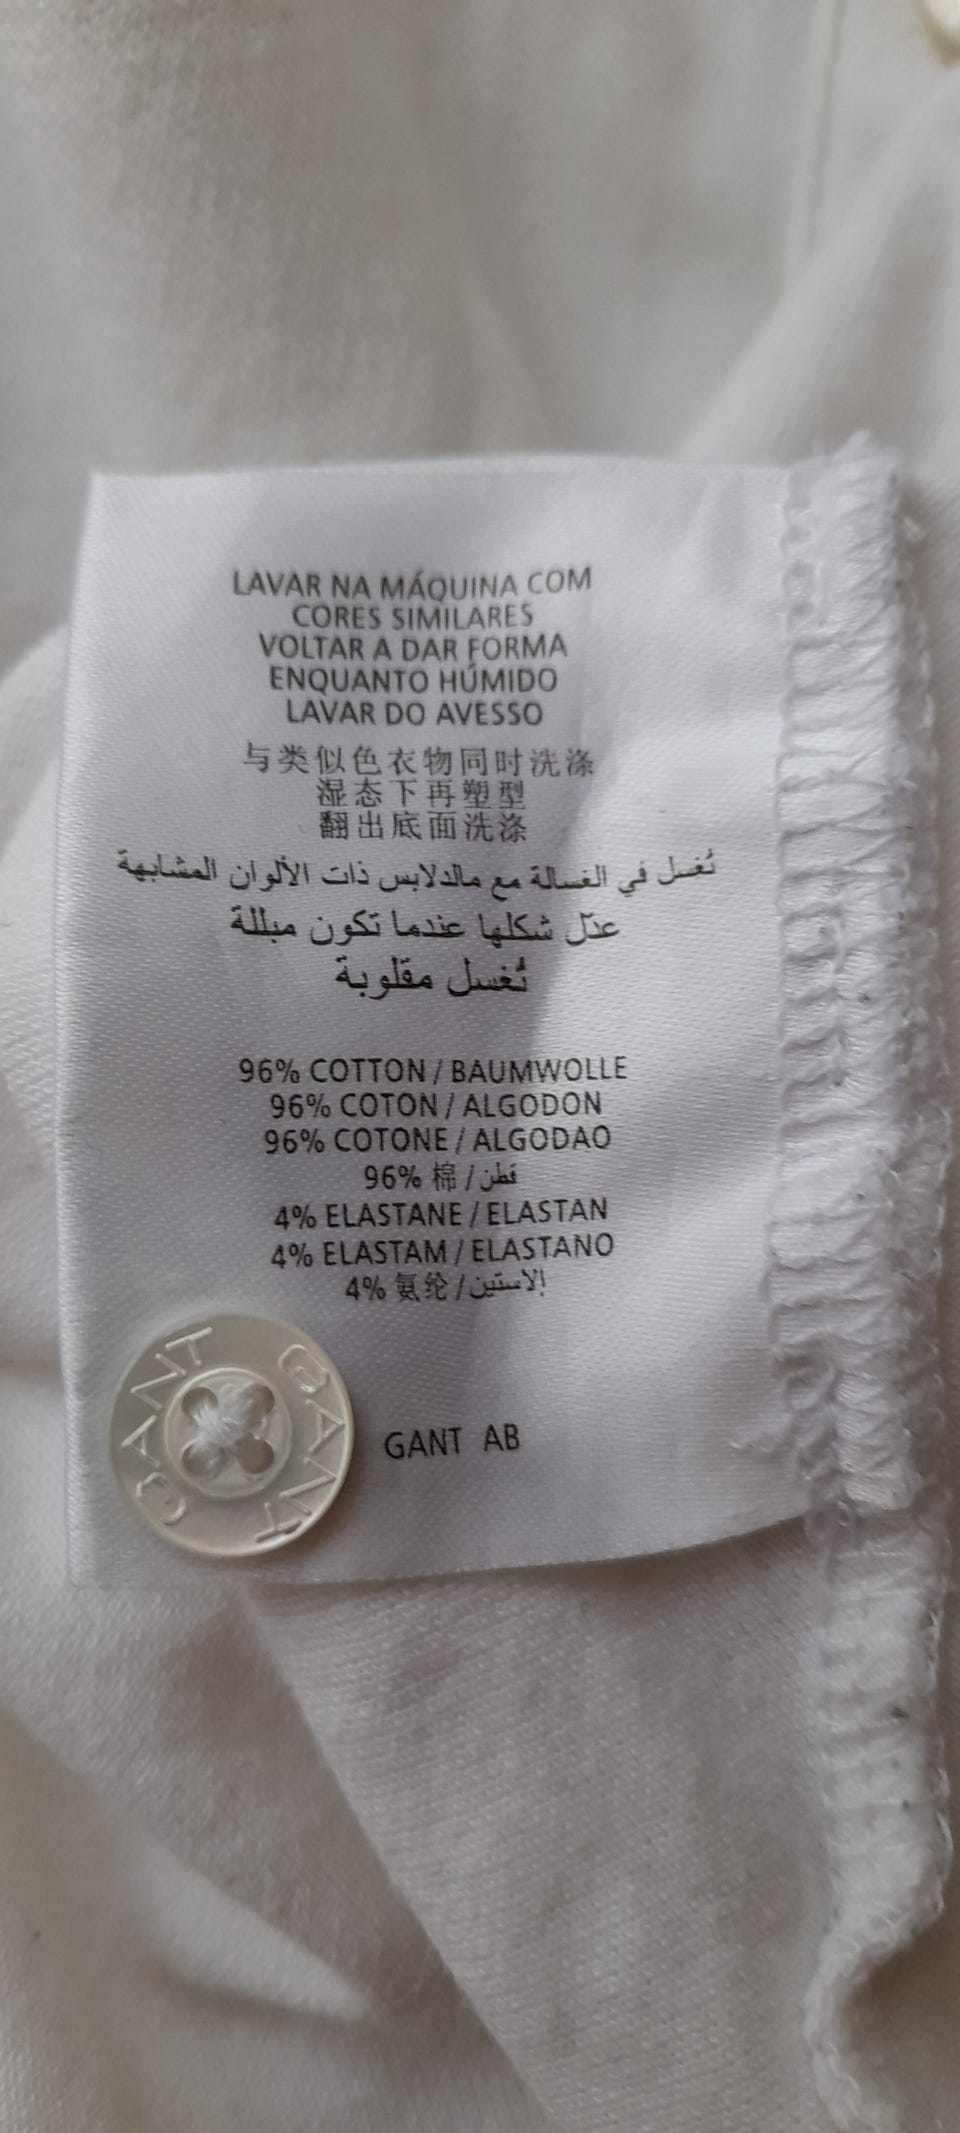 LAVAR NA MÁQUINA COM
CORES SIMILARES
VOLTAR A DAR FORMA
ENQUANTO HÚMIDO
LAVAR DO AVESSO
与类似色衣物同时洗涤
湿态下再塑型
翻出底面洗涤
تُغسل في الغسالة مع مالدلابس ذات الألوان المشابهة
عدّل شكلها عندما تكون مبللة
تُغسل مقلوبة
96% COTTON / BAUMWOLLE
96% COTON / ALGODON
96% COTONE / ALGODAO
96% 棉 / قطن
4% ELASTANE / ELASTAN
4% ELASTAM / ELASTANO
4% 氨纶 / الاستين
GANT AB
GANT
GANT